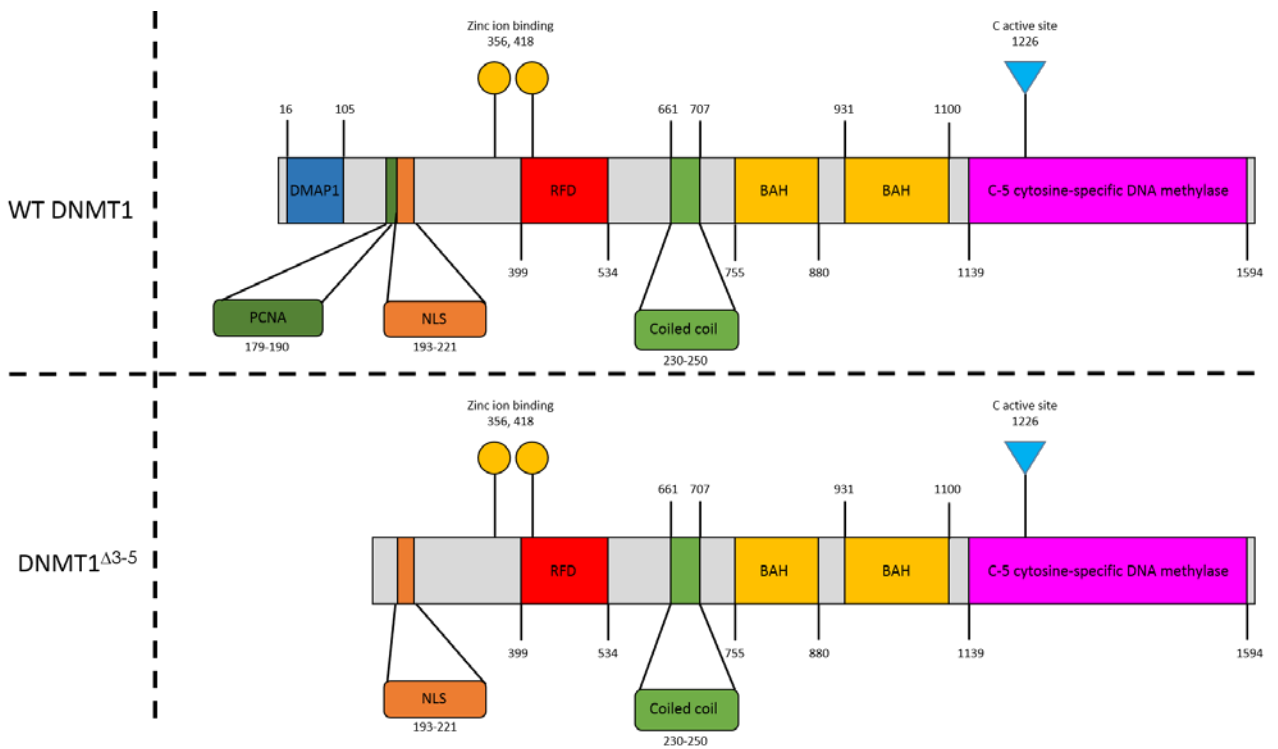 Zinc ion binding
356, 418
C active site
1226
16
105
661
707
931
1100
WT DNMT1
DMAP1
RFD
BAH
BAH
C-5 cytosine-specific DNA methylase
399
534
755
880
1139
1594
PCNA
NLS
Coiled coil
179-190
193-221
230-250
Zinc ion binding
356, 418
C active site
1226
661
707
931
1100
DNMT1Δ3-5
RFD
BAH
BAH
C-5 cytosine-specific DNA methylase
399
534
755
880
1139
1594
NLS
Coiled coil
193-221
230-250